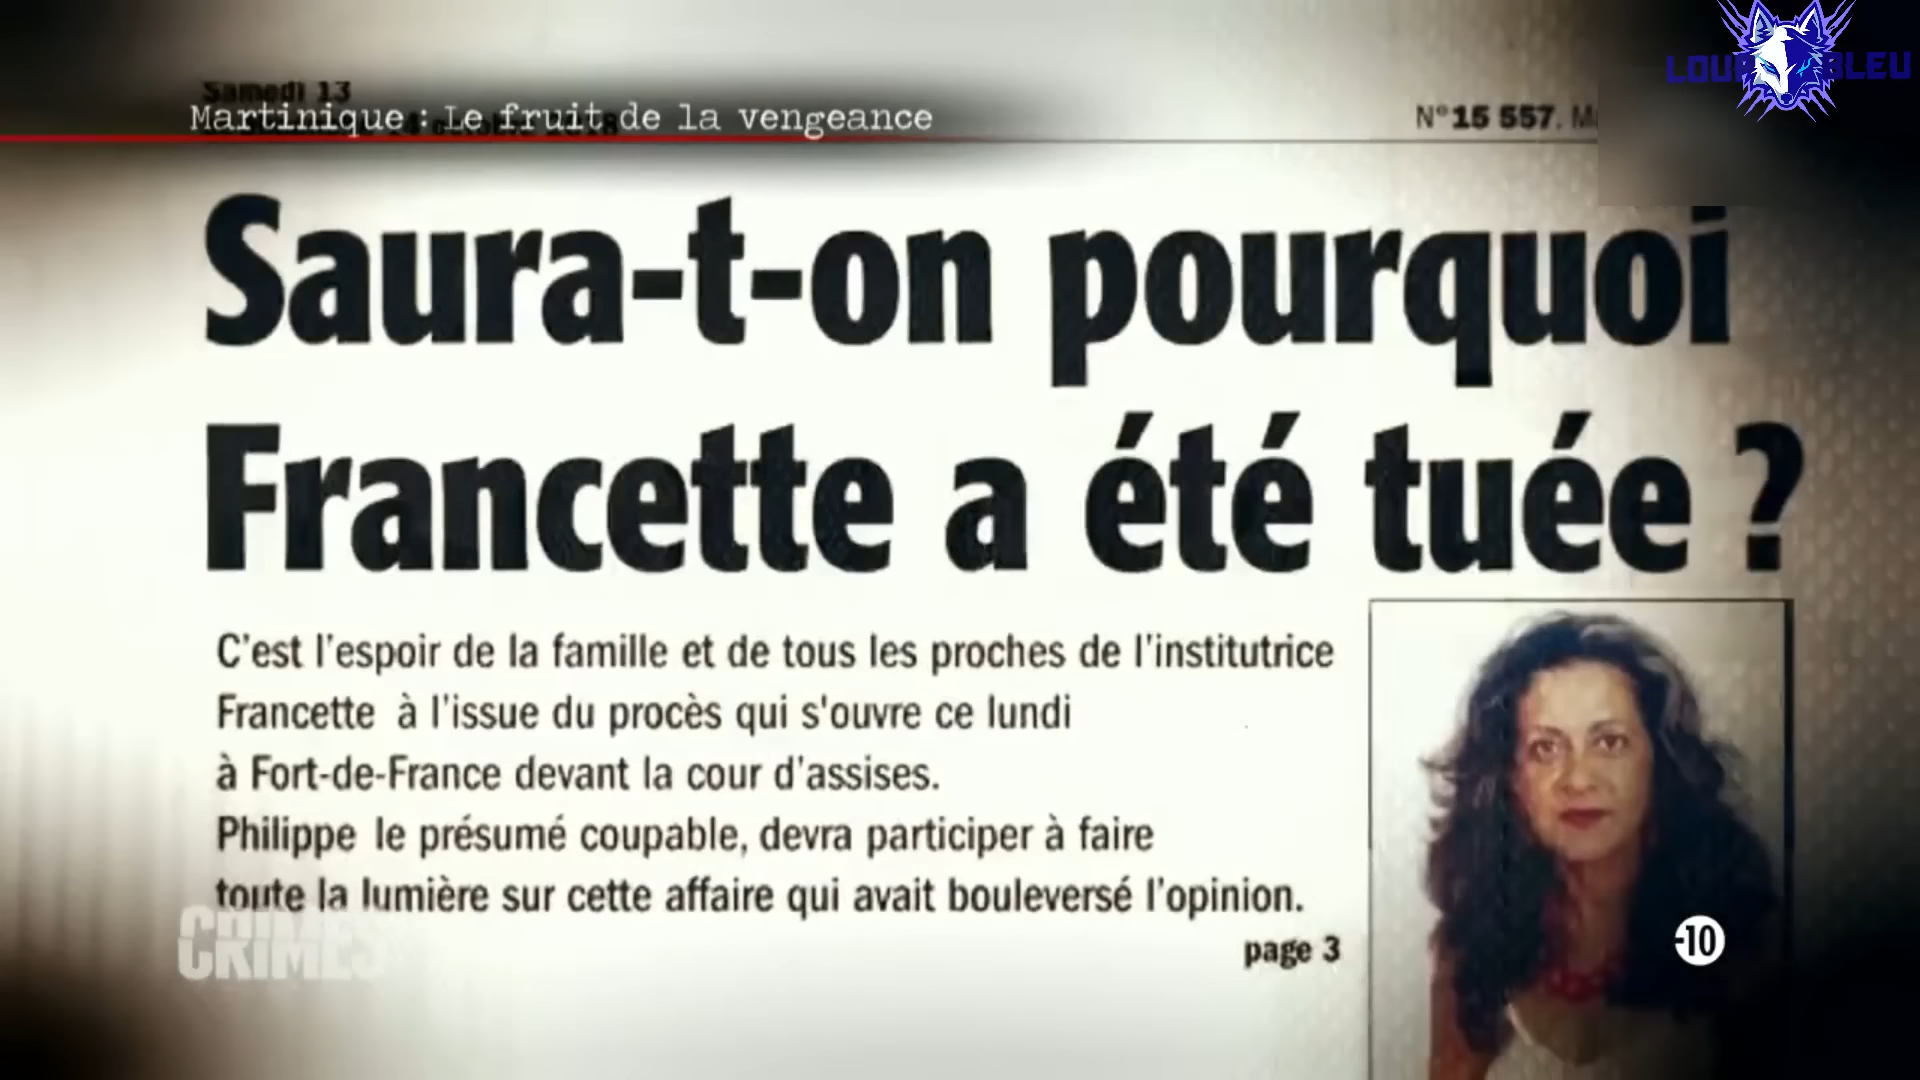 LOUP BLEU
Samedi 13
Martinique : Le fruit de la vengeance
N°15 557.
Saura-t-on pourquoi
Francette a été tuée ?
C'est l'espoir de la famille et de tous les proches de l'institutrice
Francette à l'issue du procès qui s'ouvre ce lundi
à Fort-de-France devant la cour d'assises.
Philippe le présumé coupable, devra participer à faire
toute la lumière sur cette affaire qui avait bouleversé l'opinion.
page 3
CRIMES
CRIMES
-10